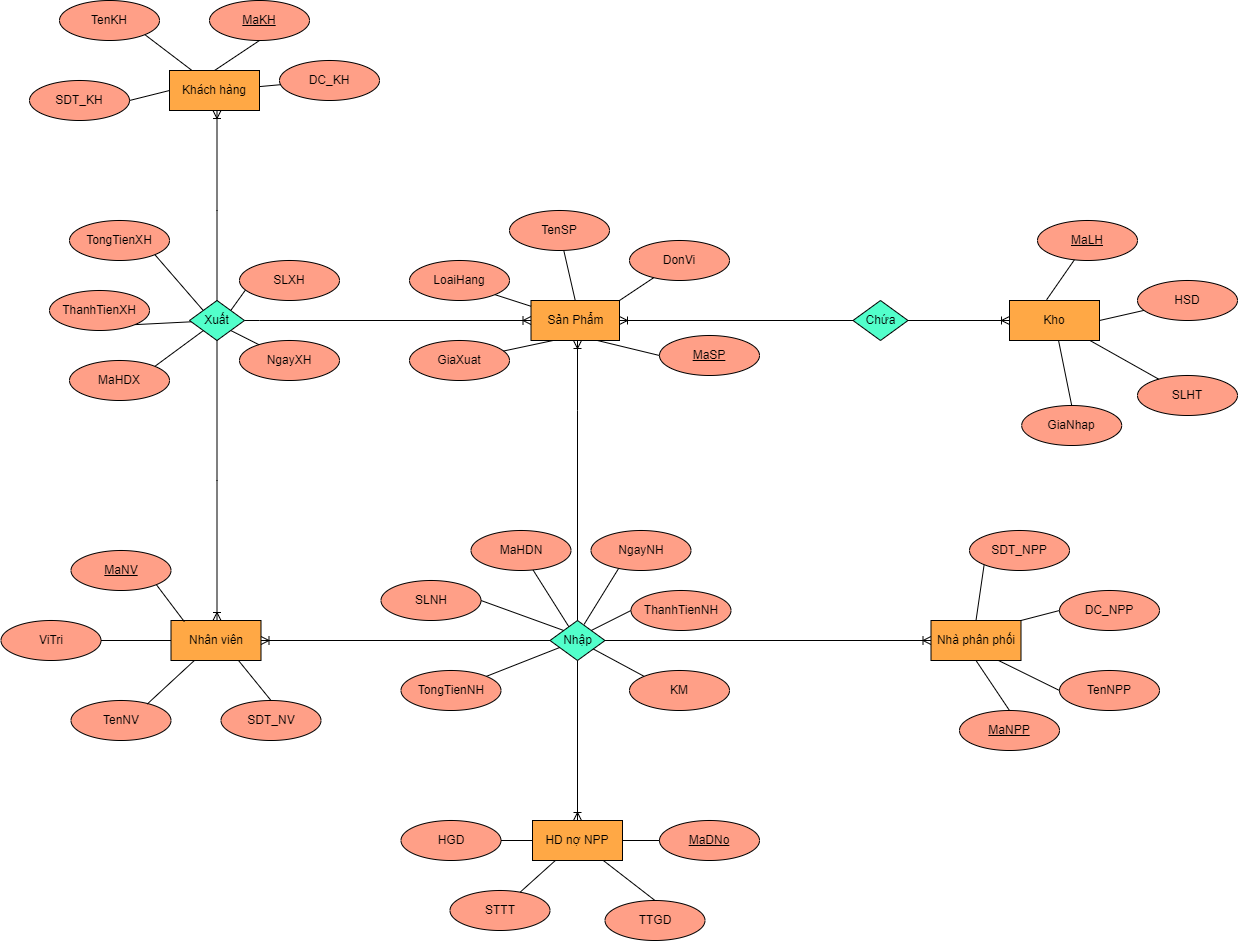 TenKH
MaKH
DC_KH
Khách hàng
SDT_KH
TenSP
TongTienXH
MaLH
DonVi
SLXH
LoaiHang
HSD
ThanhTienXH
Xuất
Sản Phẩm
Chứa
Kho
MaSP
NgayXH
GiaXuat
MaHDX
SLHT
GiaNhap
MaHDN
NgayNH
SDT_NPP
MaNV
SLNH
ThanhTienNH
DC_NPP
ViTri
Nhân viên
Nhập
Nhà phân phối
TongTienNH
KM
TenNPP
TenNV
SDT_NV
MaNPP
HGD
HD nợ NPP
MaDNo
STTT
TTGD